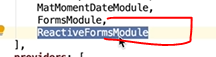 MatMomentDateModule,
FormsModule,
ReactiveFormsModule
],
providers: [